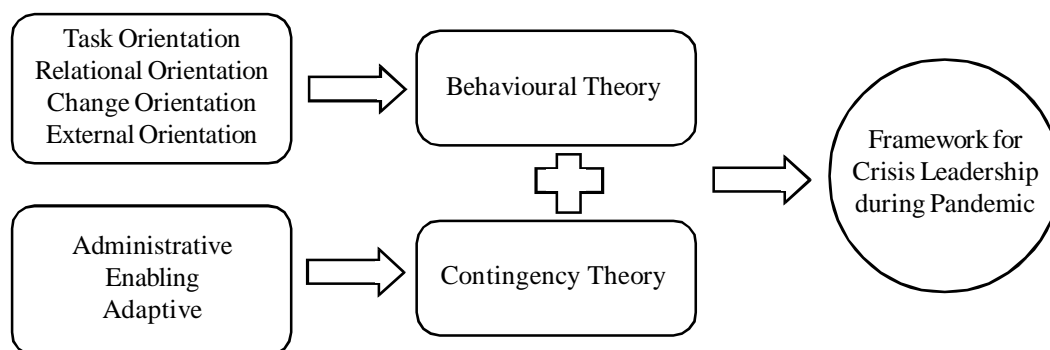 Task Orientation
Relational Orientation
Change Orientation
External Orientation
Behavioural Theory
Administrative
Enabling
Adaptive
Contingency Theory
Framework for
Crisis Leadership
during Pandemic